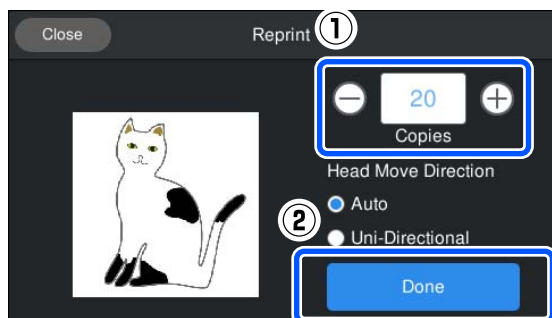 Close
Reprint
①
20
Copies
Head Move Direction
Auto
②
Uni-Directional
Done